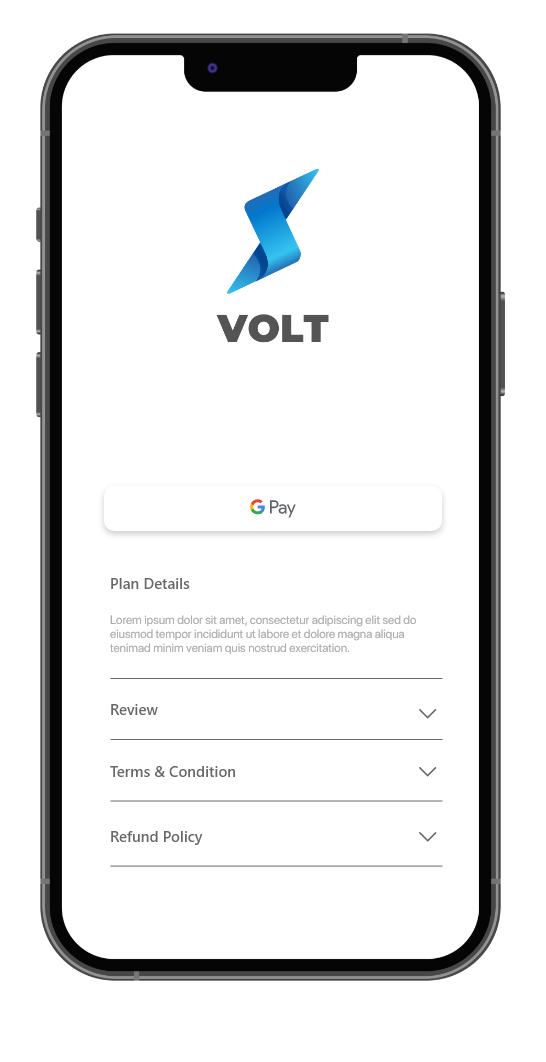 VOLT
G Pay
Plan Details
Lorem ipsum dolor sit amet, consectetur adipiscing elit sed do
eiusmod tempor incididunt ut labore et dolore magna aliqua
tenimad minim veniam quis nostrud exercitation.
Review
Terms & Condition
Refund Policy